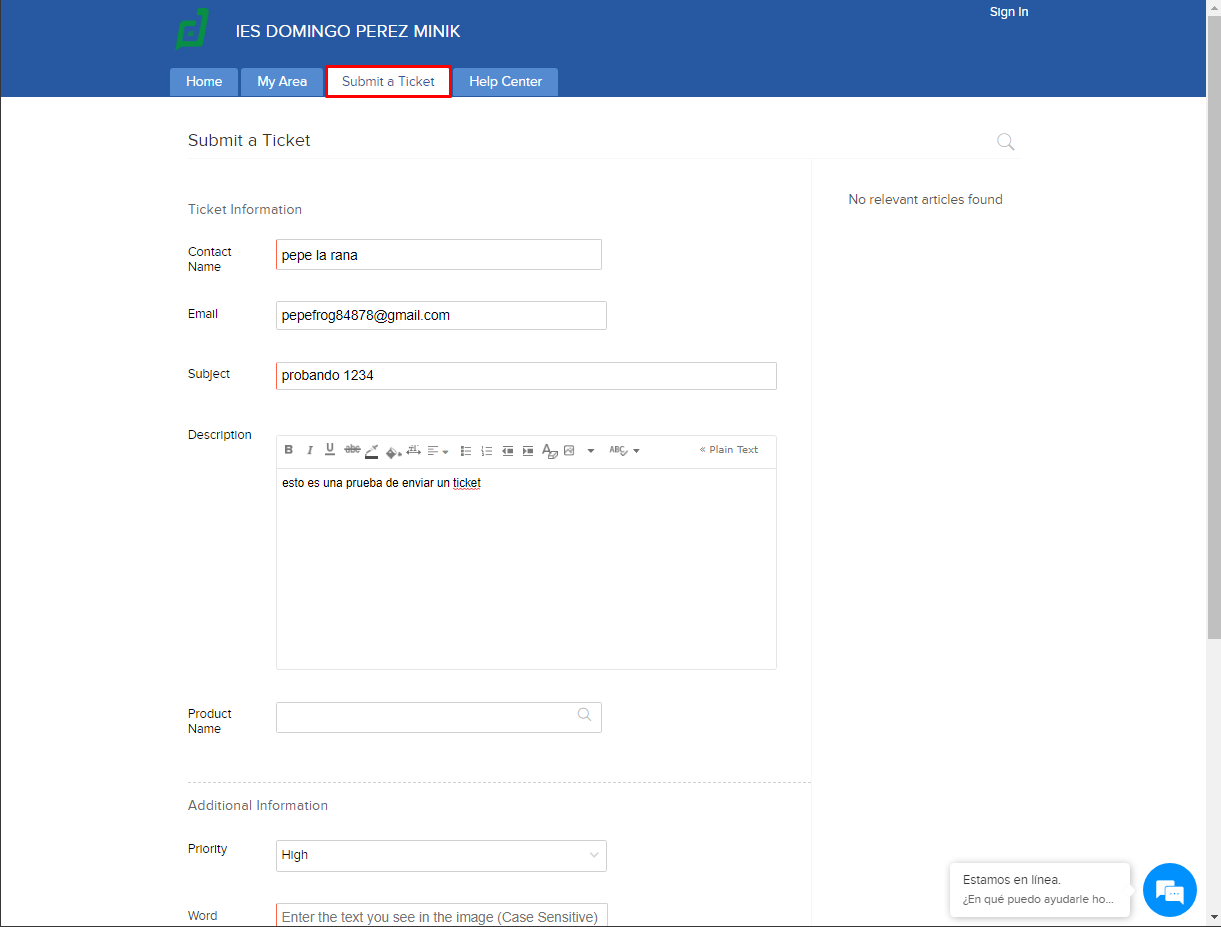 Sign In
IES DOMINGO PEREZ MINIK
Home
My Area
Submit a Ticket
Help Center
Submit a Ticket
No relevant articles found
Ticket Information
Contact
Name
pepe la rana
Email
pepefrog84878@gmail.com
Subject
probando 1234
Description
B I U abc ABC « Plain Text
esto es una prueba de enviar un ticket
Product
Name
Additional Information
Priority
High
Word
Enter the text you see in the image (Case Sensitive)
Estamos en línea.
¿En qué puedo ayudarle ho...